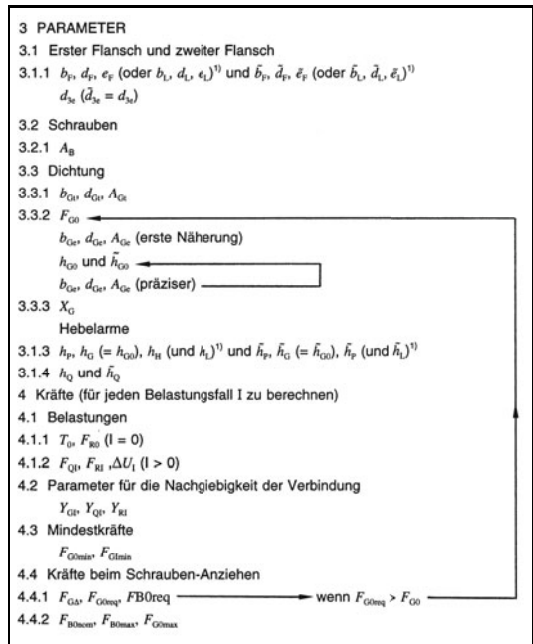 3 PARAMETER
3.1 Erster Flansch und zweiter Flansch
3.1.1 b_F, d_F, e_F (oder b_L, d_L, e_L)¹⁾ und b̃_F, d̃_F, ẽ_F (oder b̃_L, d̃_L, ẽ_L)¹⁾
d_3e (d̃_3e = d_3e)
3.2 Schrauben
3.2.1 A_B
3.3 Dichtung
3.3.1 b_Gt, d_Gt, A_Gt
3.3.2 F_G0
b_Ge, d_Ge, A_Ge (erste Näherung)
h_G0 und h̃_G0
b_Ge, d_Ge, A_Ge (präziser)
3.3.3 X_G
Hebelarme
3.1.3 h_P, h_G (= h_G0), h_H (und h_L)¹⁾ und h̃_P, h̃_G (= h̃_G0), h̃_P (und h̃_L)¹⁾
3.1.4 h_Q und h̃_Q
4 Kräfte (für jeden Belastungsfall I zu berechnen)
4.1 Belastungen
4.1.1 T_0, F_R0 (I = 0)
4.1.2 F_QI, F_RI ,ΔU_I (I > 0)
4.2 Parameter für die Nachgiebigkeit der Verbindung
Y_GI, Y_QI, Y_RI
4.3 Mindestkräfte
F_G0min, F_GImin
4.4 Kräfte beim Schrauben-Anziehen
4.4.1 F_GΔ, F_G0req, FB0req wenn F_G0req > F_G0
4.4.2 F_B0nom, F_B0max, F_G0max